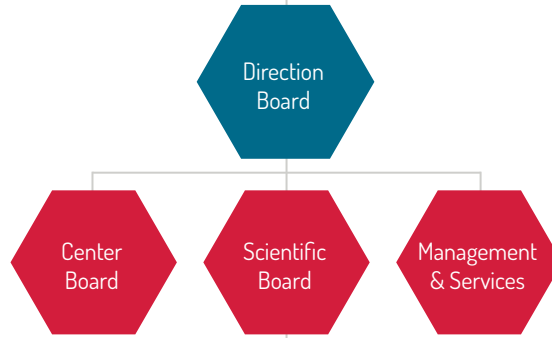 Direction
Board
Center
Board
Scientific
Board
Management
& Services